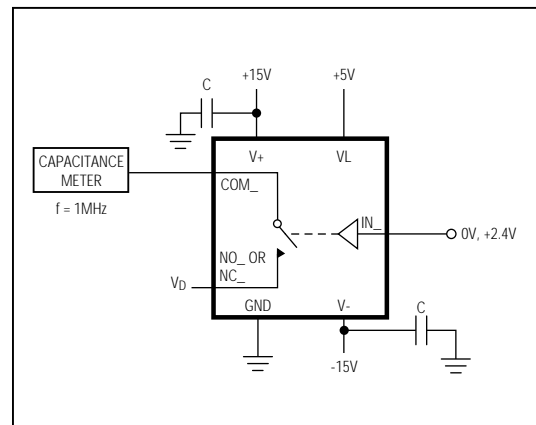 C
+15V
+5V
CAPACITANCE
METER
V+
VL
COM_
f = 1MHz
IN_
0V, +2.4V
NO_ OR
NC_
VD
GND
V-
C
-15V